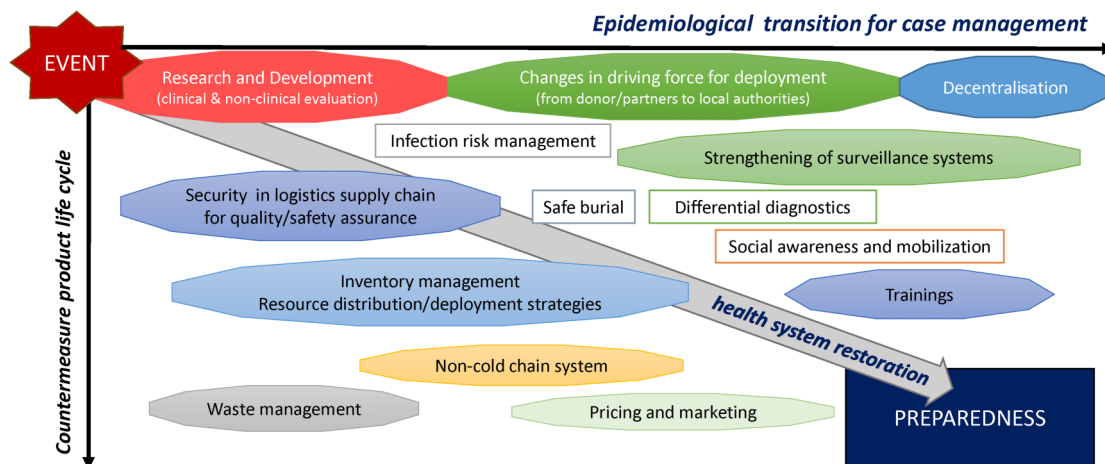 Epidemiological transition for case management
EVENT
Research and Development
(clinical & non-clinical evaluation)
Changes in driving force for deployment
(from donor/partners to local authorities)
Decentralisation
Infection risk management
Strengthening of surveillance systems
Security in logistics supply chain
for quality/safety assurance
Safe burial
Differential diagnostics
Social awareness and mobilization
Inventory management
Resource distribution/deployment strategies
Trainings
health system restoration
Non-cold chain system
Waste management
Pricing and marketing
PREPAREDNESS
Countermeasure product life cycle